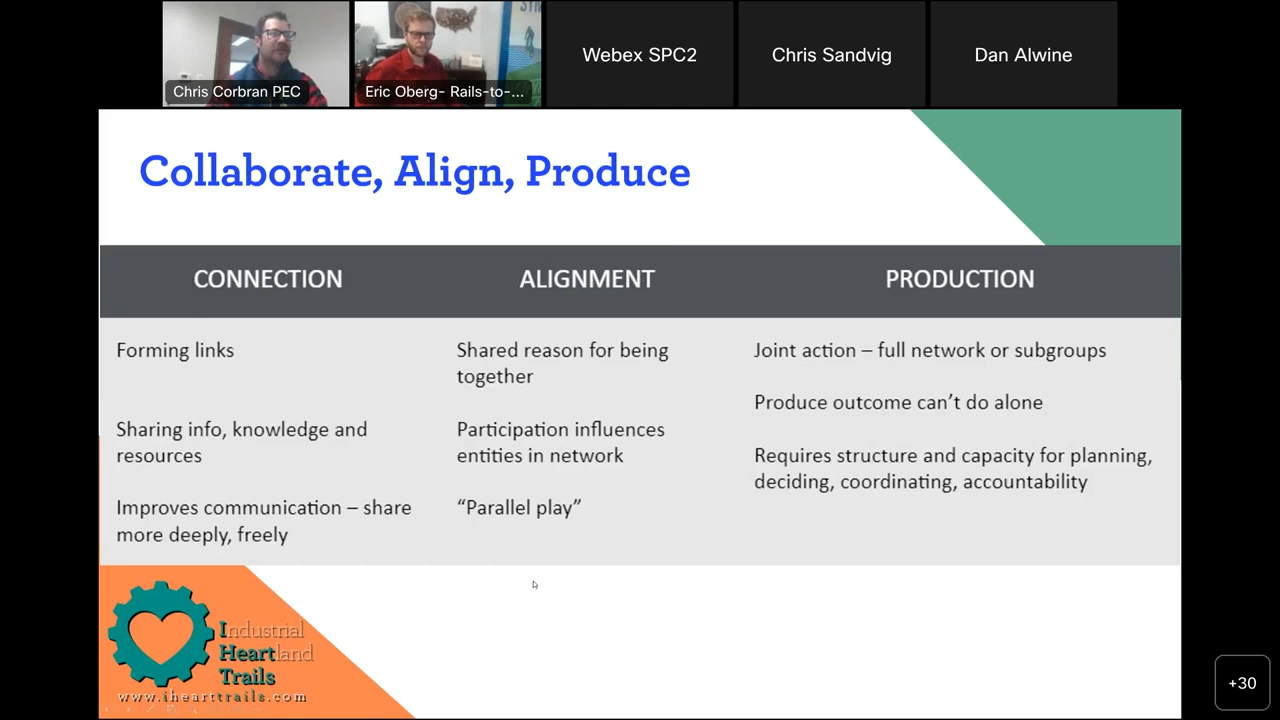 Chris Corbran PEC
Eric Oberg- Rails-to-...
Webex SPC2
Chris Sandvig
Dan Alwine
Collaborate, Align, Produce
CONNECTION
ALIGNMENT
PRODUCTION
Forming links
Sharing info, knowledge and
resources
Improves communication – share
more deeply, freely
Shared reason for being
together
Participation influences
entities in network
“Parallel play”
Joint action – full network or subgroups
Produce outcome can’t do alone
Requires structure and capacity for planning,
deciding, coordinating, accountability
Industrial
Heartland
Trails
www.ihearttrails.com
+30